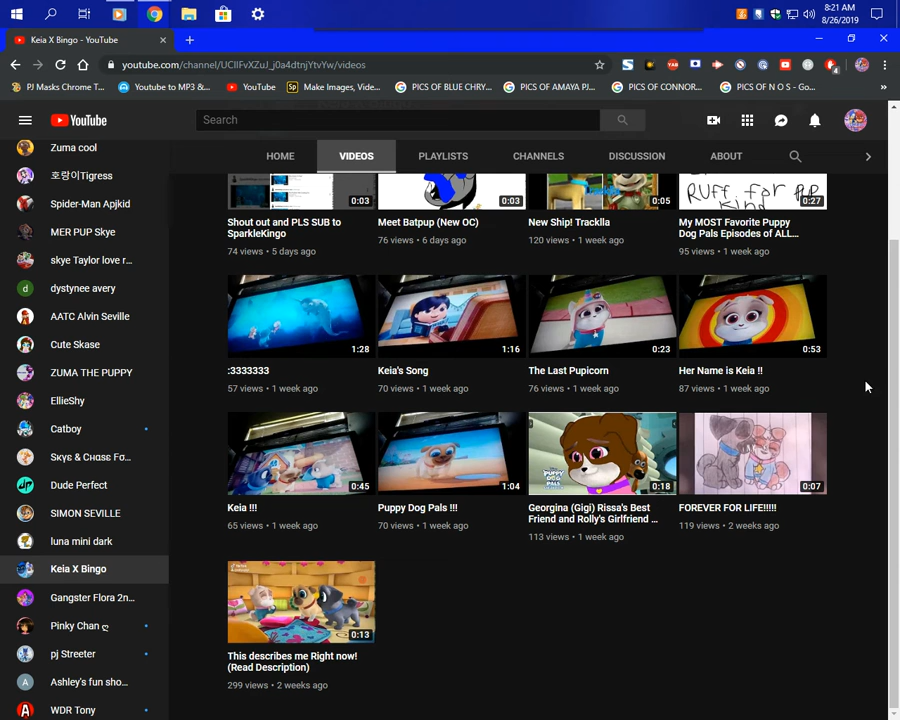 8:21 AM
8/26/2019
Keia X Bingo - YouTube
youtube.com/channel/UCIlFvXZuJ_j0a4dtnjYtvYw/videos
PJ Masks Chrome T...
Youtube to MP3 &...
YouTube
Sp Make Images, Vide...
PICS OF BLUE CHRY...
PICS OF AMAYA PJ...
PICS OF CONNOR...
PICS OF N O S - Go...
YouTube
Search
HOME
VIDEOS
PLAYLISTS
CHANNELS
DISCUSSION
ABOUT
Zuma cool
호랑이Tigress
Spider-Man Apjkid
MER PUP Skye
skye Taylor love r...
d dystynee avery
AATC Alvin Seville
Cute Skase
ZUMA THE PUPPY
EllieShy
Catboy
Sκγε & Cнαsε Fσ...
Dude Perfect
SIMON SEVILLE
luna mini dark
Keia X Bingo
Gangster Flora 2n...
Pinky Chan ღ
pj Streeter
A Ashley's fun sho...
WDR Tony
0:03
Shout out and PLS SUB to
SparkleKingo
74 views • 5 days ago
0:03
Meet Batpup (New OC)
76 views • 6 days ago
0:05
New Ship! Tracklla
120 views • 1 week ago
RUFF for PUP
King
0:27
My MOST Favorite Puppy
Dog Pals Episodes of ALL...
95 views • 1 week ago
1:28
:3333333
57 views • 1 week ago
1:16
Keia's Song
70 views • 1 week ago
0:23
The Last Pupicorn
76 views • 1 week ago
0:53
Her Name is Keia !!
87 views • 1 week ago
0:45
Keia !!!
65 views • 1 week ago
1:04
Puppy Dog Pals !!!
70 views • 1 week ago
PUPPY
DOG PALS
0:18
Georgina (Gigi) Rissa's Best
Friend and Rolly's Girlfriend ...
113 views • 1 week ago
0:07
FOREVER FOR LIFE!!!!!
119 views • 2 weeks ago
0:13
This describes me Right now!
(Read Description)
299 views • 2 weeks ago